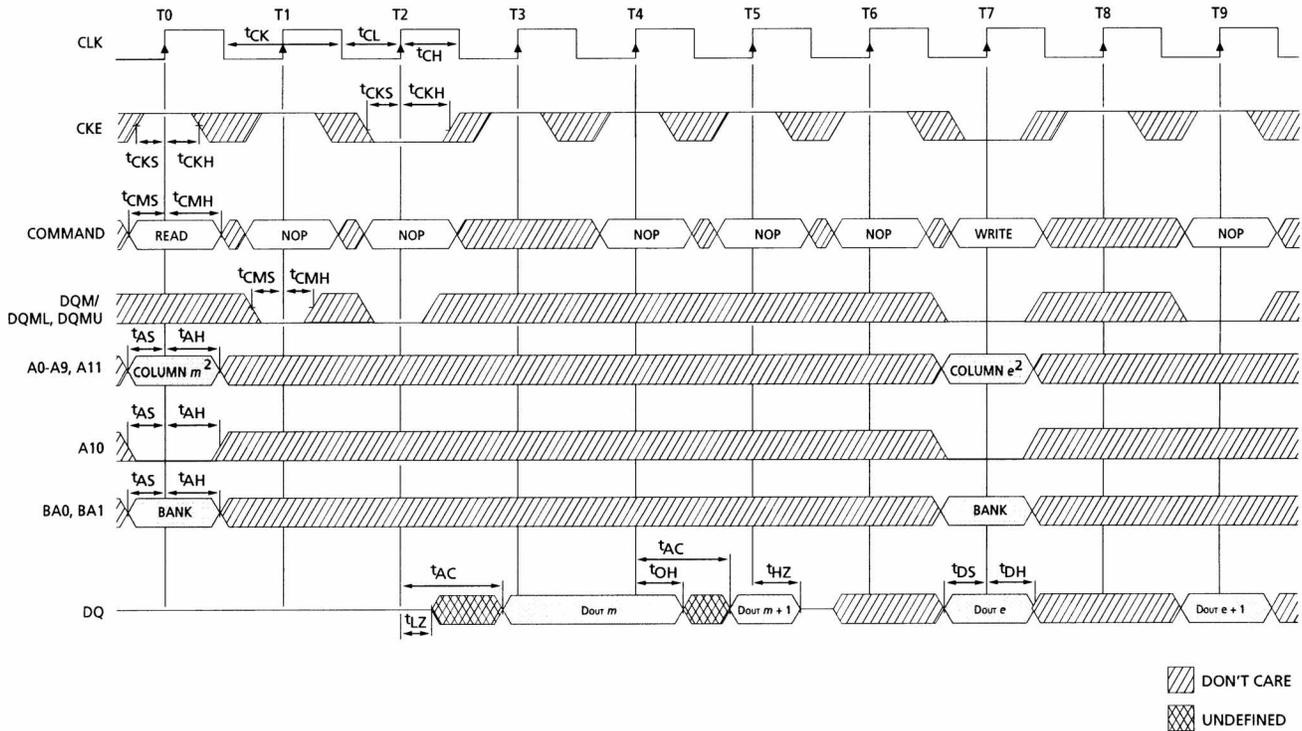 T0 T1 T2 T3 T4 T5 T6 T7 T8 T9
CLK
tCK tCL
tCH
tCKS tCKH
CKE
tCKS tCKH
tCMS tCMH
COMMAND READ NOP NOP NOP NOP NOP WRITE NOP
tCMS tCMH
DQM/
DQML, DQMU
tAS tAH
A0-A9, A11 COLUMN m2 COLUMN e2
tAS tAH
A10
tAS tAH
BA0, BA1 BANK BANK
tAC
tAC tOH tHZ tDS tDH
DQ DOUT m DOUT m + 1 DOUT e DOUT e + 1
tLZ
DON'T CARE
UNDEFINED